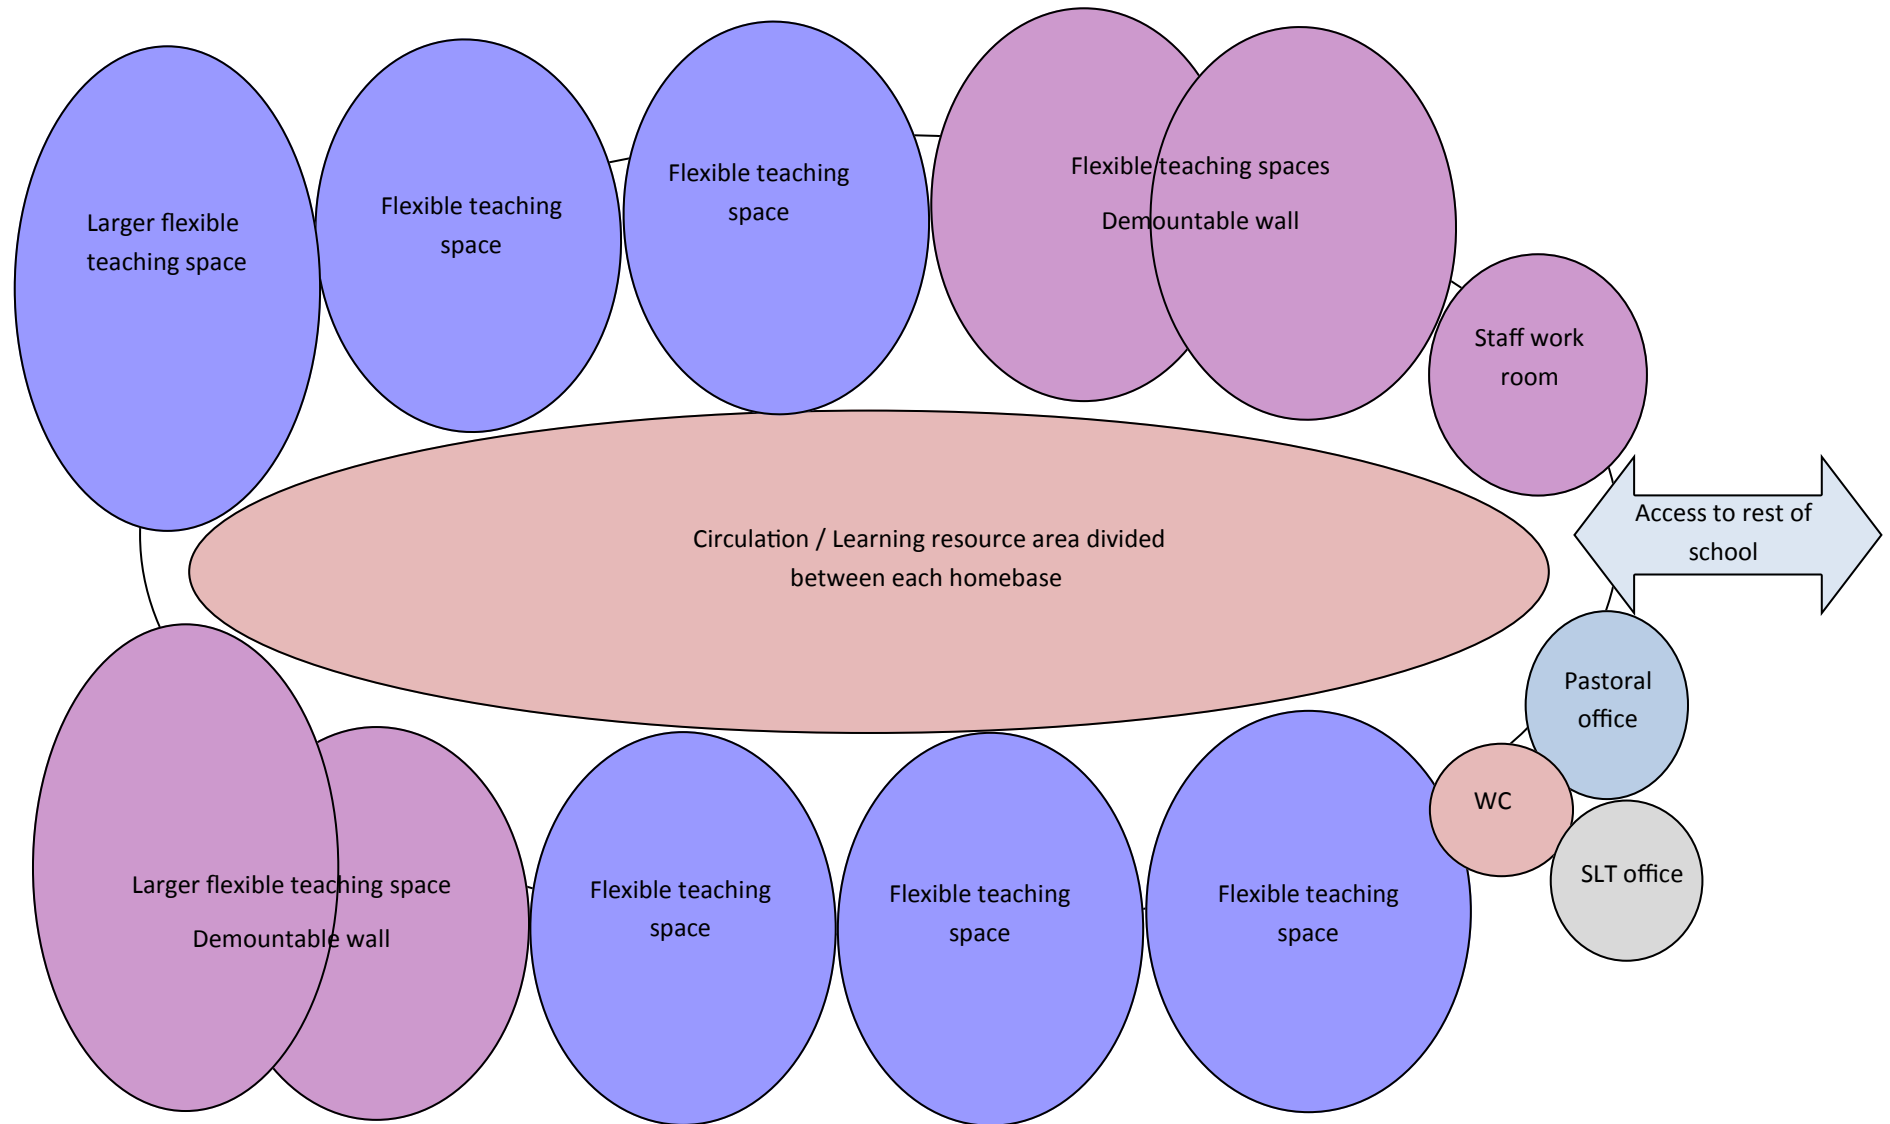 Larger flexible
teaching space
Flexible teaching
space
Flexible teaching
space
Flexible teaching spaces
Demountable wall
Staff work
room
Circulation / Learning resource area divided
between each homebase
Access to rest of
school
Pastoral
office
WC
SLT office
Larger flexible teaching space
Demountable wall
Flexible teaching
space
Flexible teaching
space
Flexible teaching
space